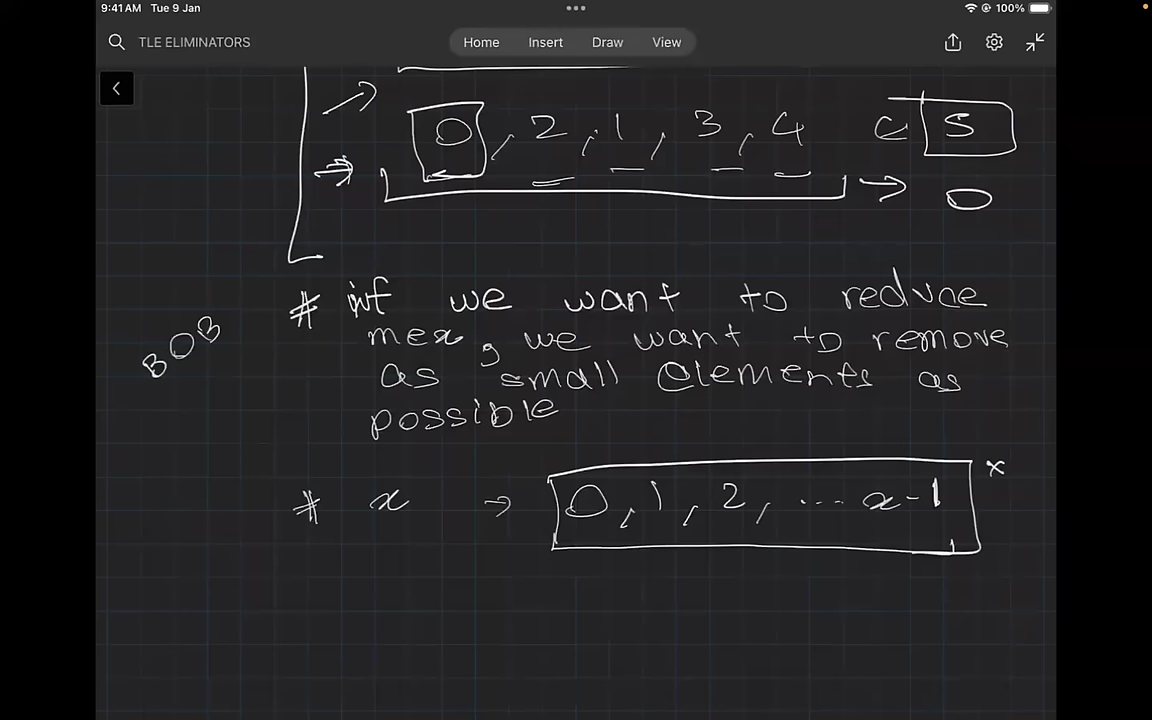 9:41 AM Tue 9 Jan
100%
TLE ELIMINATORS
Home Insert Draw View
0, 2, 1, 3, 4 5
0
# if we want to reduce
mex, we want to remove
as small elements as
possible
BOB
# x → 0, 1, 2, ... x-1 x